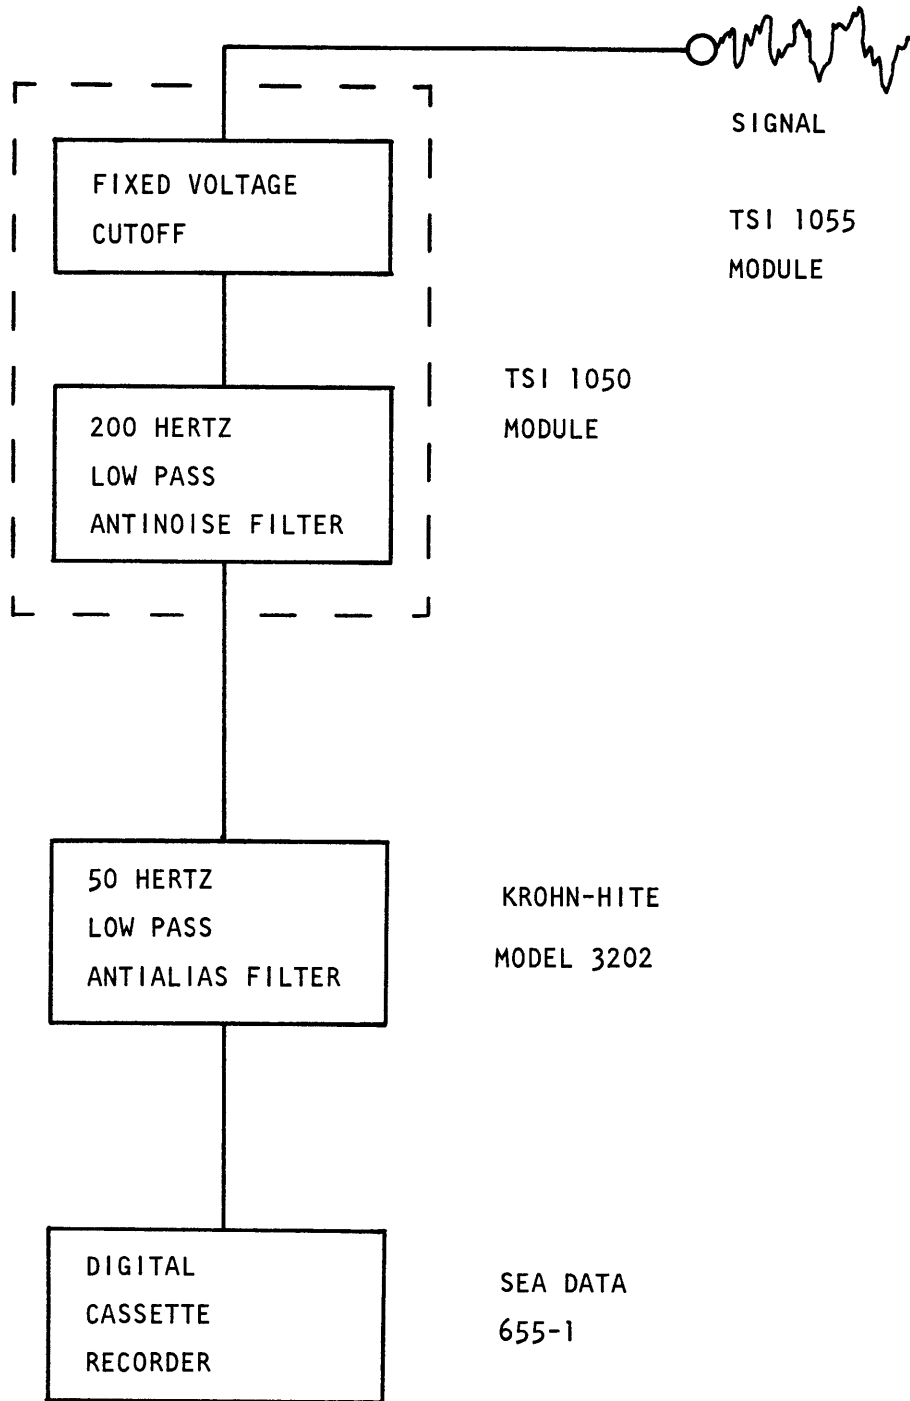 SIGNAL
FIXED VOLTAGE
CUTOFF
TSI 1055
MODULE
TSI 1050
MODULE
200 HERTZ
LOW PASS
ANTINOISE FILTER
50 HERTZ
LOW PASS
ANTIALIAS FILTER
KROHN-HITE
MODEL 3202
DIGITAL
CASSETTE
RECORDER
SEA DATA
655-1